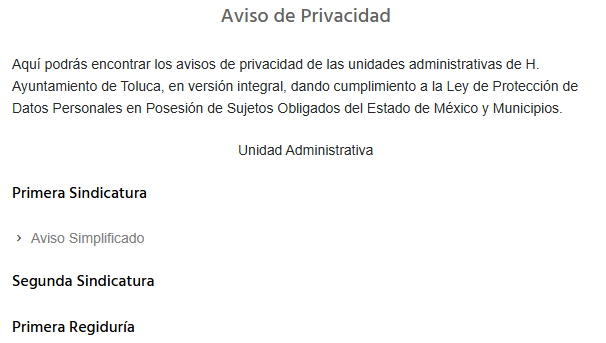 Aviso de Privacidad
Aquí podrás encontrar los avisos de privacidad de las unidades administrativas de H.
Ayuntamiento de Toluca, en versión integral, dando cumplimiento a la Ley de Protección de
Datos Personales en Posesión de Sujetos Obligados del Estado de México y Municipios.
Unidad Administrativa
Primera Sindicatura
› Aviso Simplificado
Segunda Sindicatura
Primera Regiduría